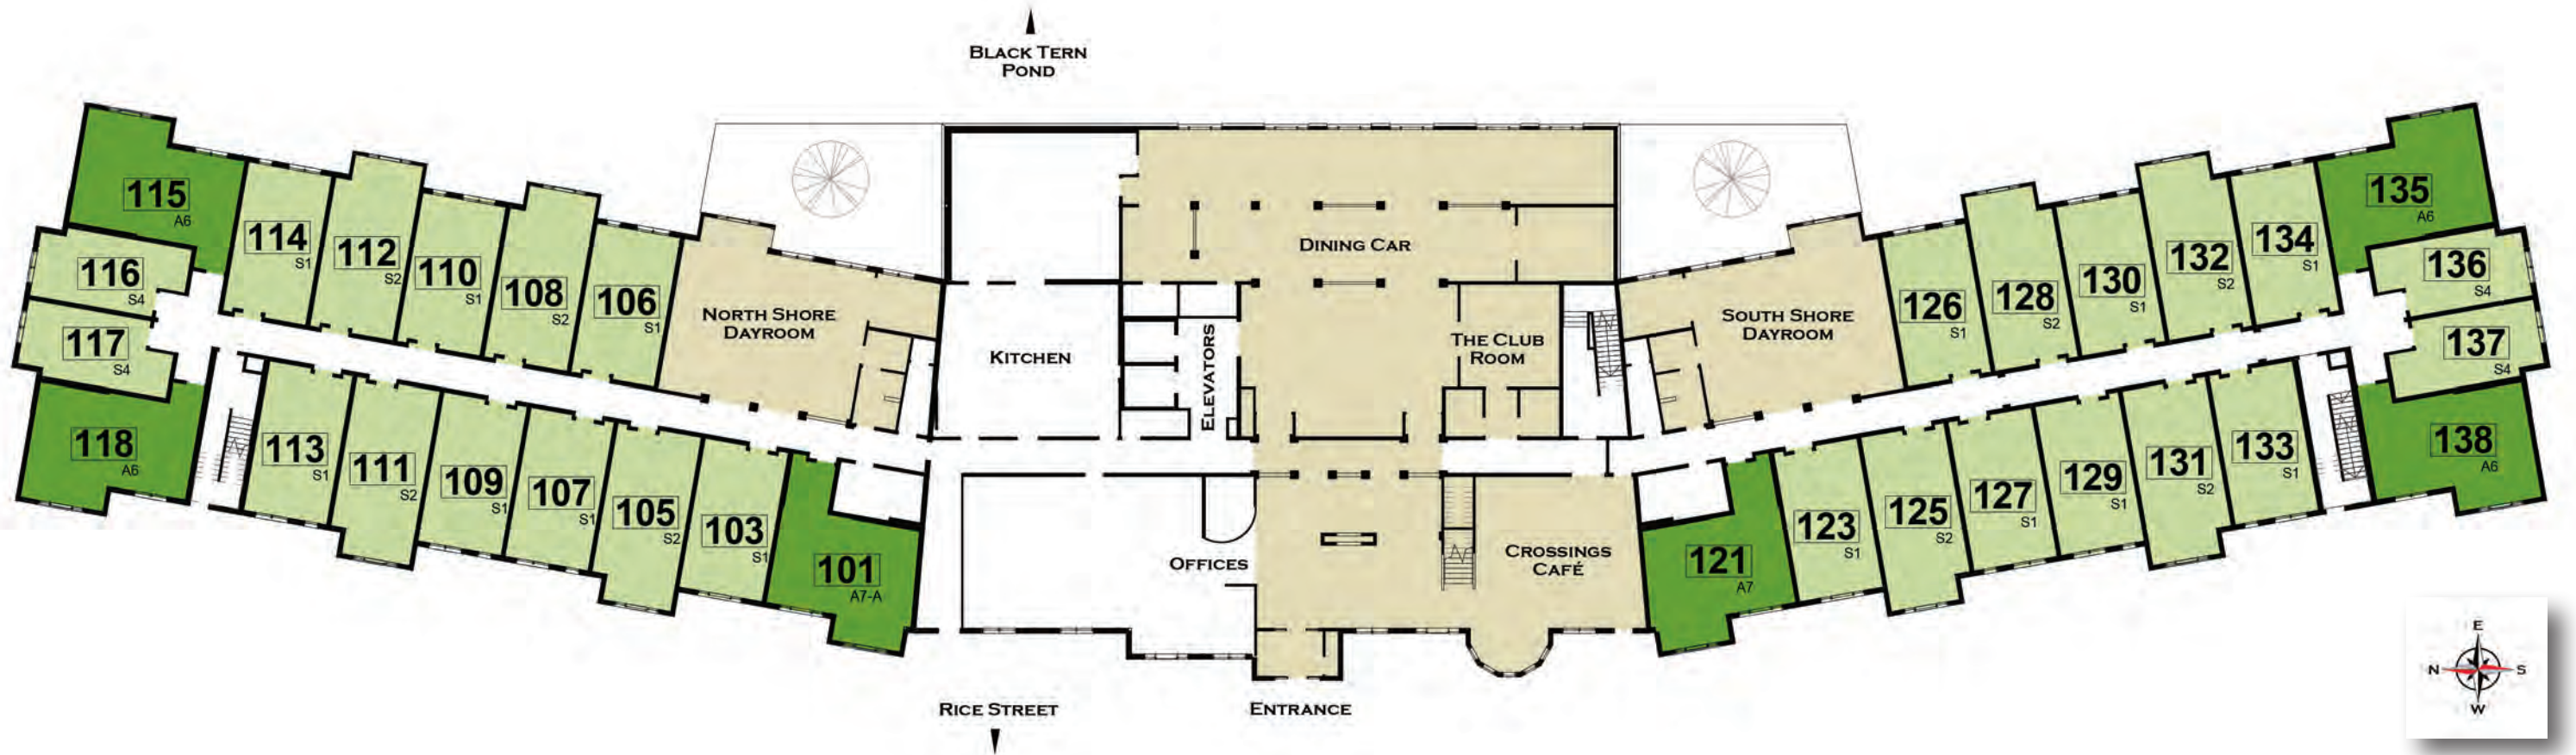 BLACK TERN
POND
115
A6
114
S1
112
S2
110
S1
108
S2
106
S1
116
S4
117
S4
118
A6
113
S1
111
S2
109
S1
107
S1
105
S2
103
S1
101
A7-A
NORTH SHORE
DAYROOM
KITCHEN
ELEVATORS
DINING CAR
THE CLUB
ROOM
OFFICES
CROSSINGS
CAFÉ
SOUTH SHORE
DAYROOM
126
S1
128
S2
130
S1
132
S2
134
S1
135
A6
136
S4
137
S4
138
A6
121
A7
123
S1
125
S2
127
S1
129
S1
131
S2
133
S1
RICE STREET
ENTRANCE
E
N S
W